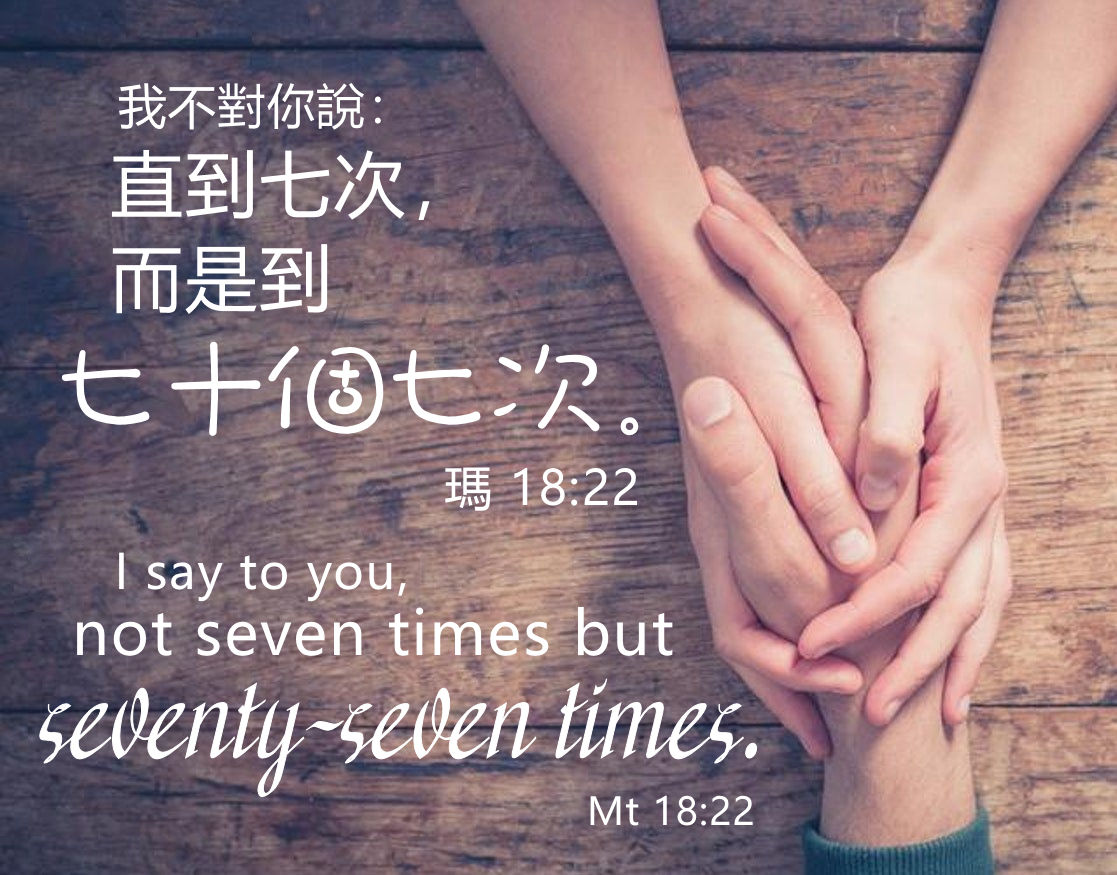 我不對你說：
直到七次，
而是到
七十個七次。
瑪 18:22
I say to you,
not seven times but
seventy-seven times.
Mt 18:22